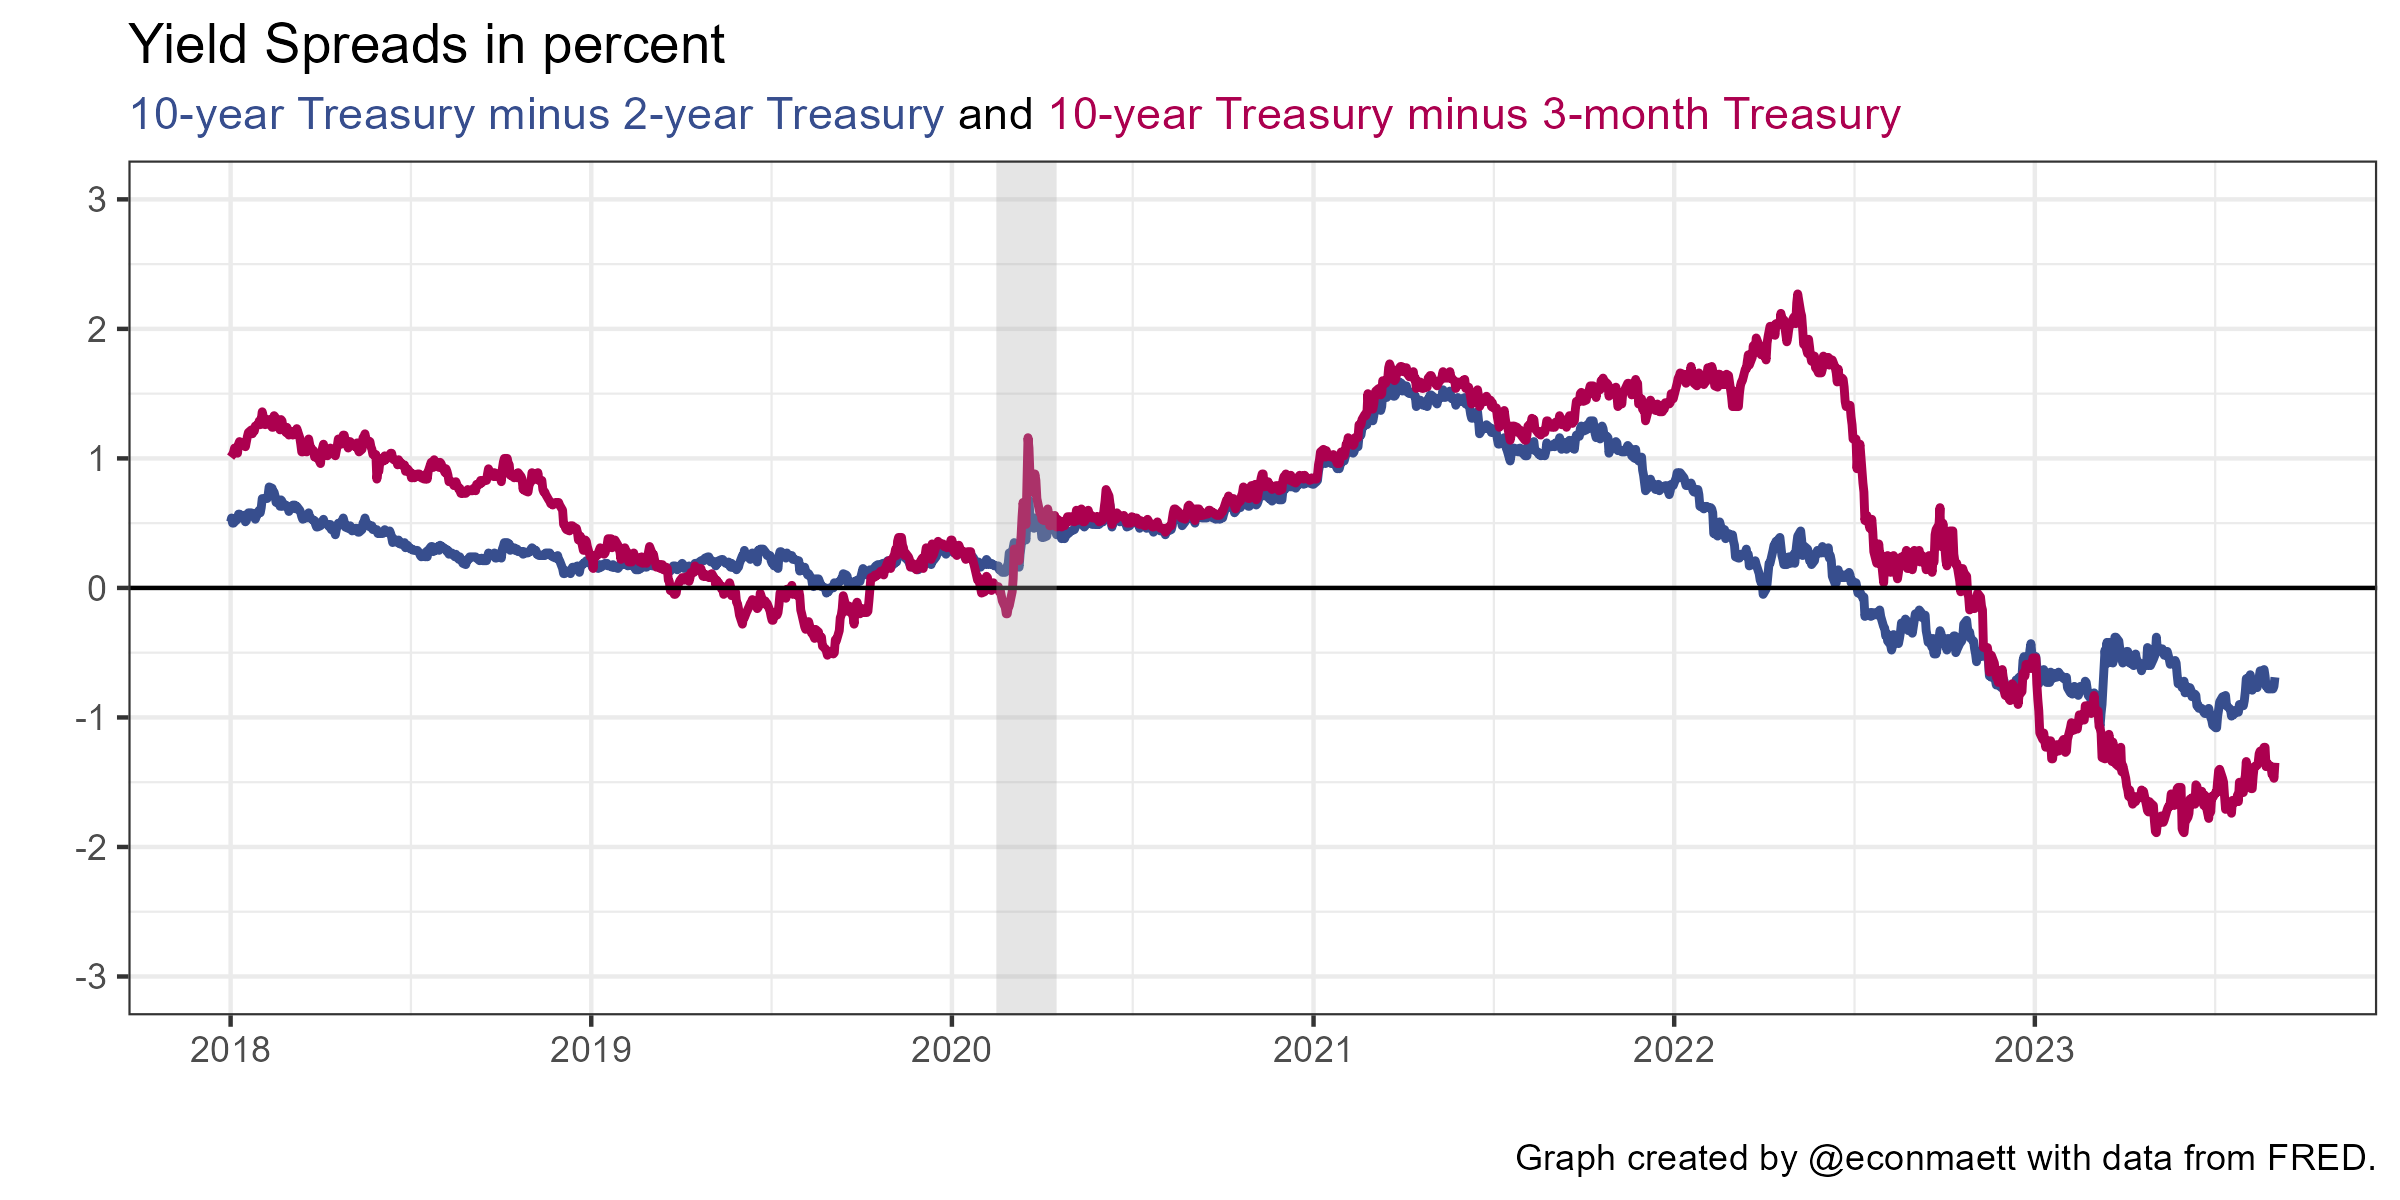 Yield Spreads in percent
10-year Treasury minus 2-year Treasury and 10-year Treasury minus 3-month Treasury
3
2
1
0
-1
-2
-3
2018 2019 2020 2021 2022 2023
Graph created by @econmaett with data from FRED.